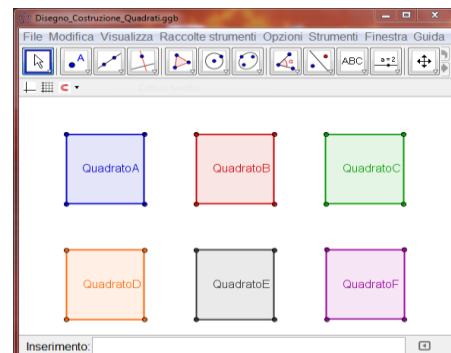 Disegno_Costruzione_Quadrati.ggb
File Modifica Visualizza Raccolte strumenti Opzioni Strumenti Finestra Guida
A ABC a=2
QuadratoA QuadratoB QuadratoC
QuadratoD QuadratoE QuadratoF
Inserimento: